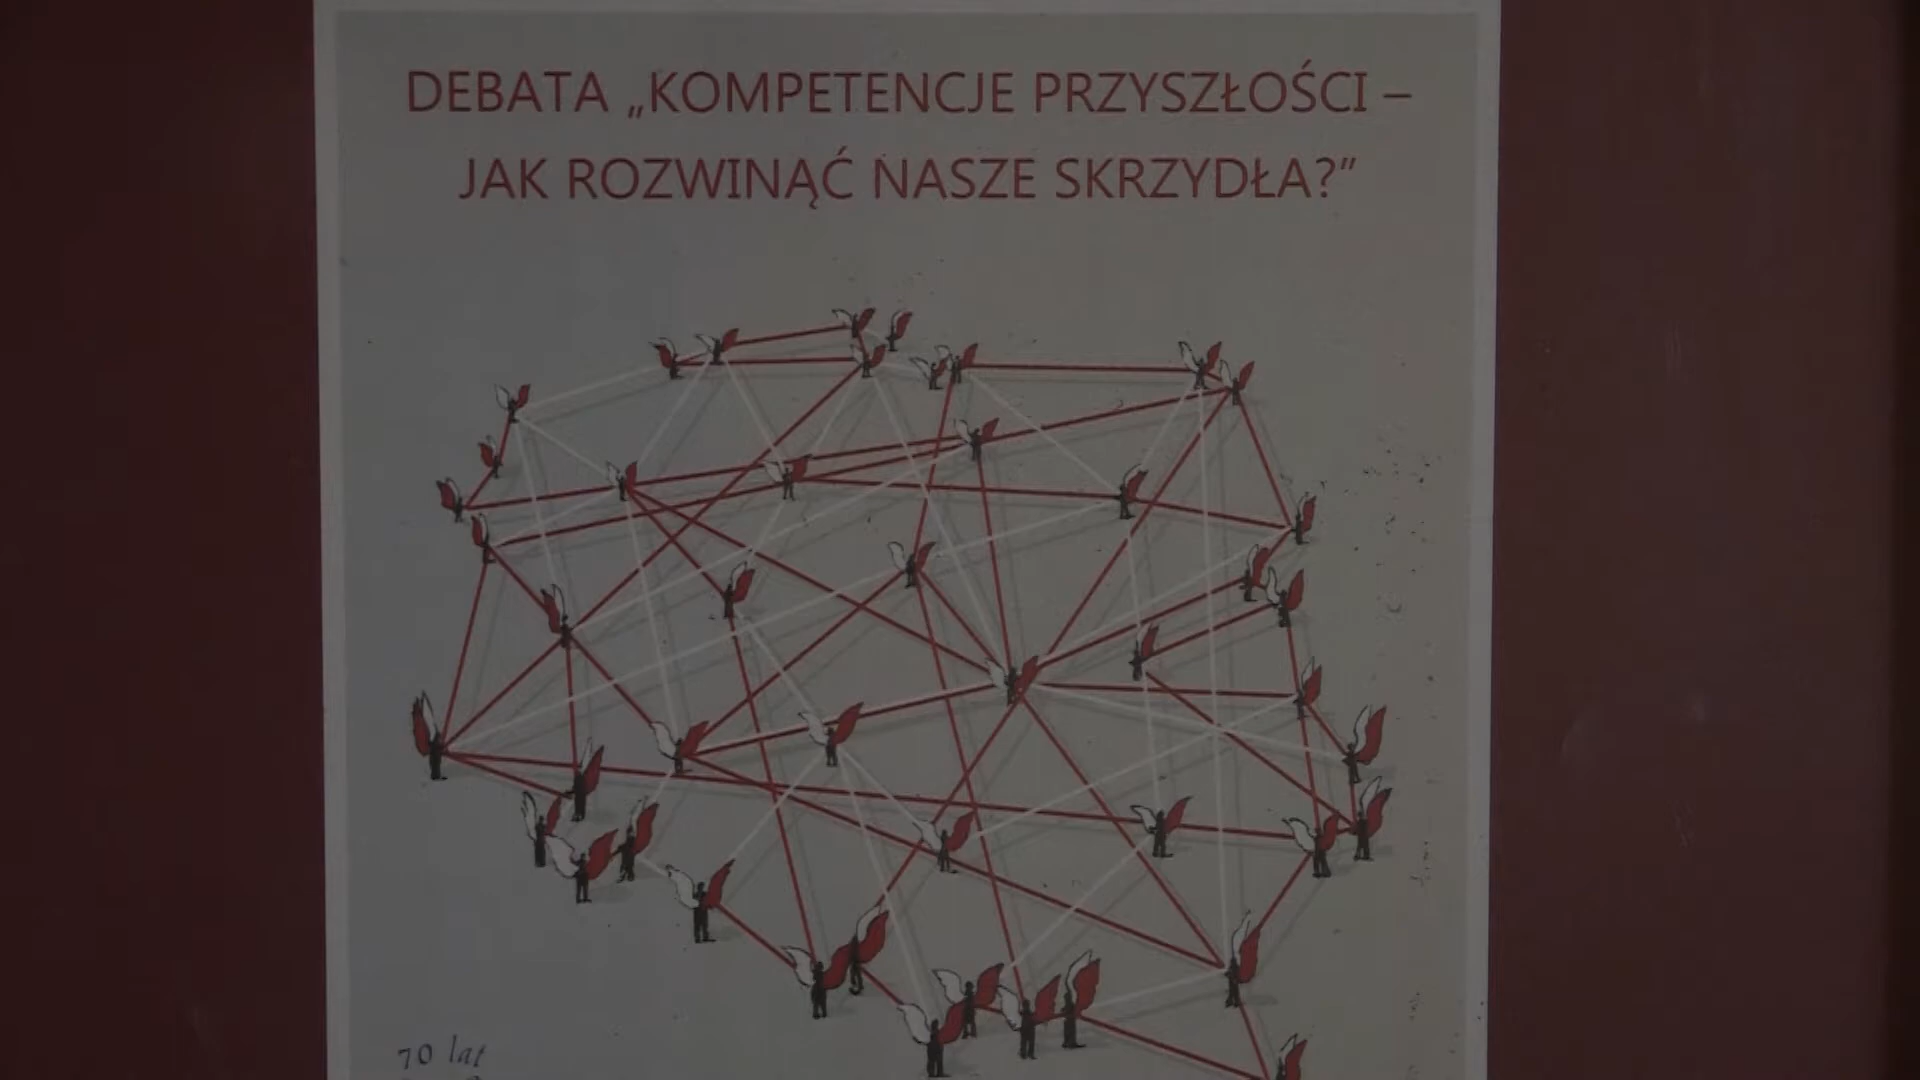 DEBATA „KOMPETENCJE PRZYSZŁOŚCI –
JAK ROZWINĄĆ NASZE SKRZYDŁA?”
70 lat